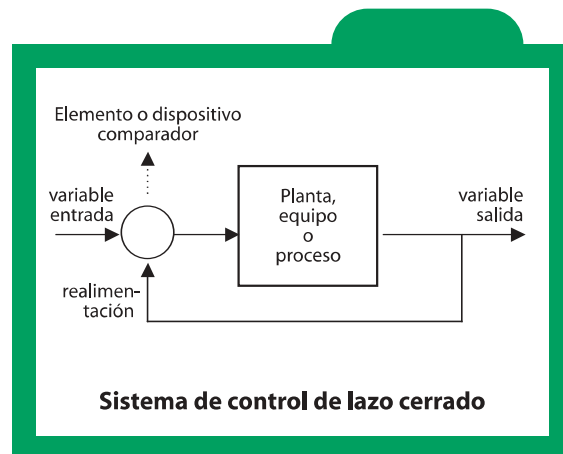 Elemento o dispositivo
comparador
variable
entrada
Planta,
equipo
o
proceso
variable
salida
realimen-
tación
Sistema de control de lazo cerrado